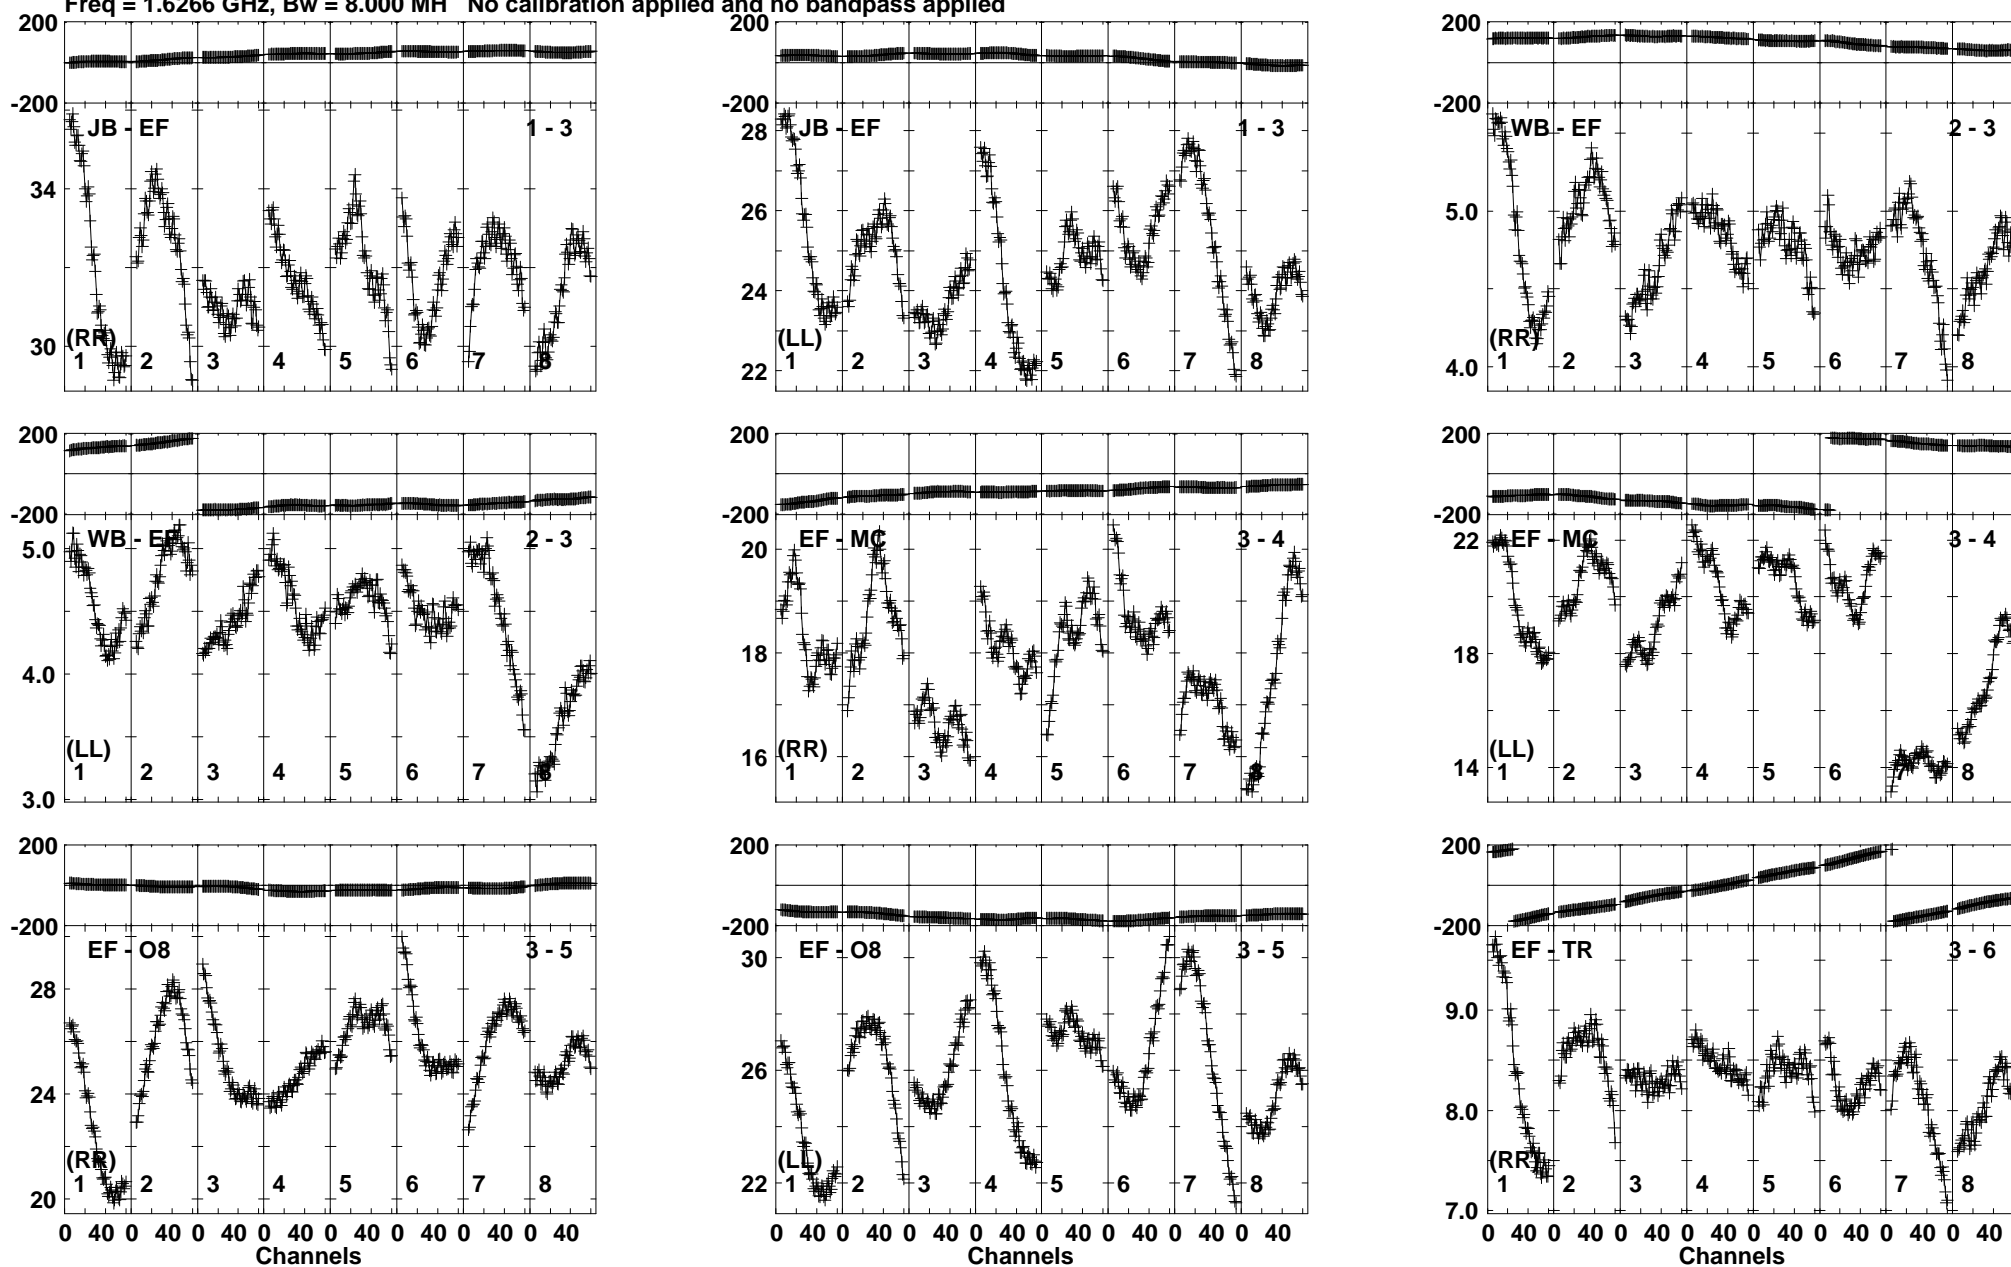 Freq = 1.6266 GHz, Bw = 8.000 MH No calibration applied and no bandpass applied
200 200 200
-200 -200 -200
JB - EF 1 - 3 JB - EF 1 - 3 WB - EF 2 - 3
28
34
26 5.0
24
30
(RR) (LL) (RR)
22 4.0
1 2 3 4 5 6 7 8 1 2 3 4 5 6 7 8 1 2 3 4 5 6 7 8
200 200 200
-200 -200 -200
WB - EF 2 - 3 EF - MC 3 - 4 EF - MC 3 - 4
5.0 20 22
18 18
4.0
(LL) (RR) (LL)
16 14
1 2 3 4 5 6 7 8 1 2 3 4 5 6 7 8 1 2 3 4 5 6 7 8
3.0
200 200 200
-200 -200 -200
EF - O8 3 - 5 EF - O8 3 - 5 EF - TR 3 - 6
30
28 9.0
26
24 8.0
(RR) (LL) (RR)
20 22
1 2 3 4 5 6 7 8 1 2 3 4 5 6 7 8 1 2 3 4 5 6 7 8
7.0
0 40 0 40 0 40 0 40 0 40 0 40 0 40 0 40 0 40 0 40 0 40 0 40 0 40 0 40 0 40 0 40 0 40 0 40 0 40 0 40 0 40 0 40 0 40 0 40
Channels Channels Channels